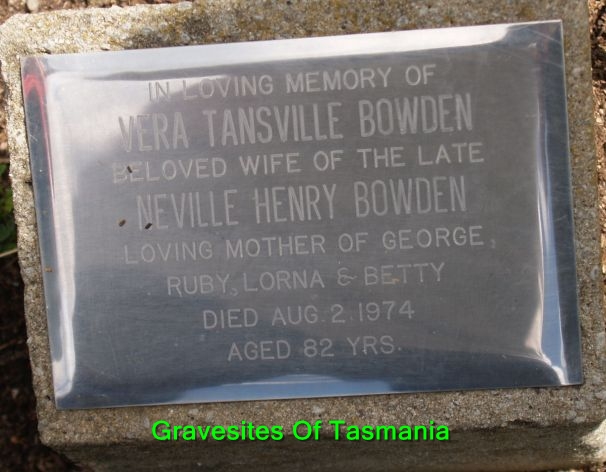 IN LOVING MEMORY OF
VERA TANSVILLE BOWDEN
BELOVED WIFE OF THE LATE
NEVILLE HENRY BOWDEN
LOVING MOTHER OF GEORGE,
RUBY, LORNA & BETTY
DIED AUG. 2. 1974
AGED 82 YRS.
Gravesites Of Tasmania